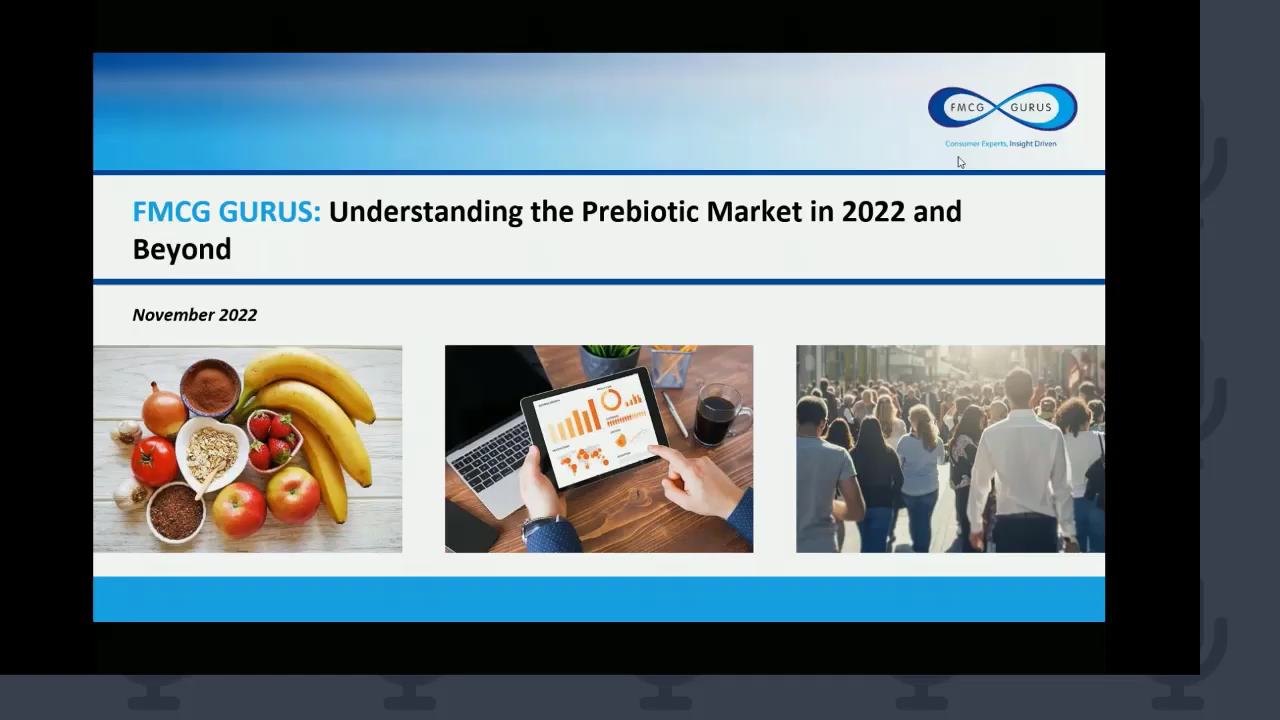 FMCG GURUS
Consumer Experts, Insight Driven
FMCG GURUS: Understanding the Prebiotic Market in 2022 and
Beyond
November 2022